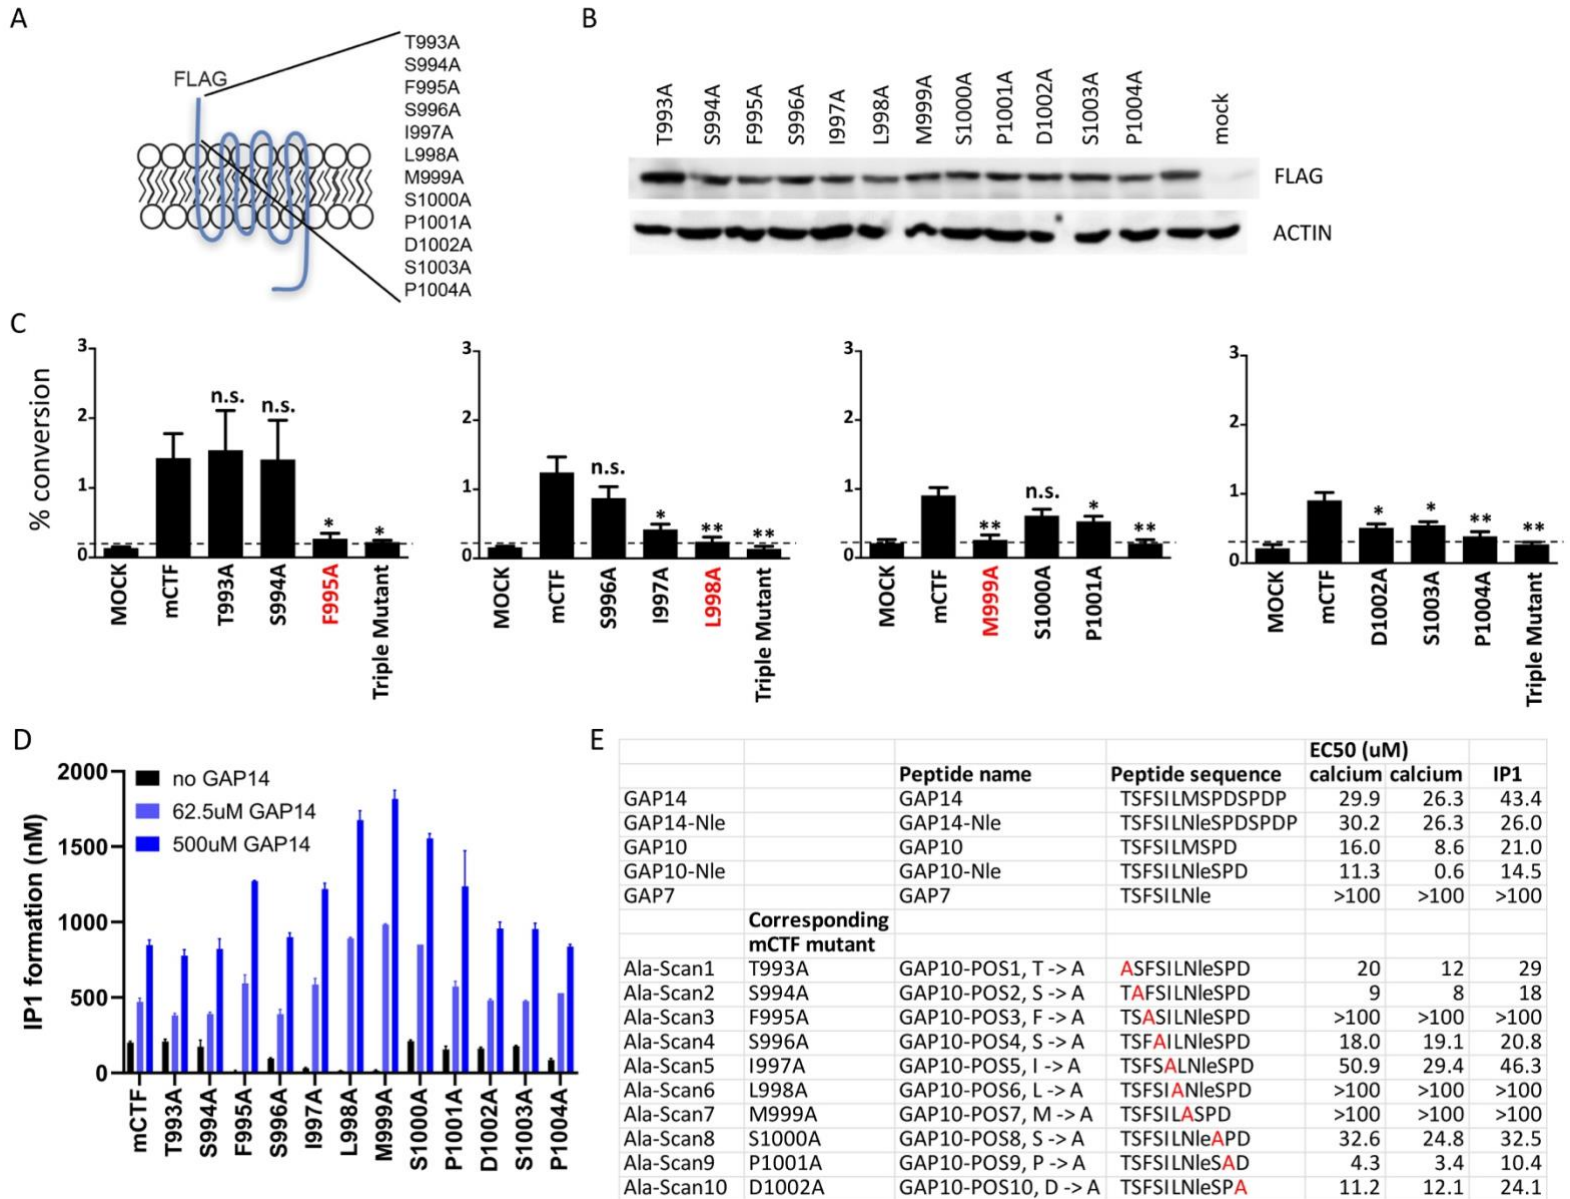 A
FLAG
T993A
S994A
F995A
S996A
I997A
L998A
M999A
S1000A
P1001A
D1002A
S1003A
P1004A
B
T993A
S994A
F995A
S996A
I997A
L998A
M999A
S1000A
P1001A
D1002A
S1003A
P1004A
mock
FLAG
ACTIN
C
% conversion
3
2
1
0
n.s.
n.s.
*
*
MOCK
mCTF
T993A
S994A
F995A
Triple Mutant
3
2
1
0
n.s.
*
**
**
MOCK
mCTF
S996A
I997A
L998A
Triple Mutant
3
2
1
0
**
n.s.
*
**
MOCK
mCTF
M999A
S1000A
P1001A
3
2
1
0
*
*
**
**
MOCK
mCTF
D1002A
S1003A
P1004A
Triple Mutant
D
IP1 formation (nM)
2000
1500
1000
500
0
no GAP14
62.5uM GAP14
500uM GAP14
mCTF
T993A
S994A
F995A
S996A
I997A
L998A
M999A
S1000A
P1001A
D1002A
S1003A
P1004A
E
EC50 (uM)
Peptide name Peptide sequence calcium calcium IP1
GAP14 GAP14 TSFSILMSPDSPDP 29.9 26.3 43.4
GAP14-Nle GAP14-Nle TSFSILNleSPDSPDP 30.2 26.3 26.0
GAP10 GAP10 TSFSILMSPD 16.0 8.6 21.0
GAP10-Nle GAP10-Nle TSFSILNleSPD 11.3 0.6 14.5
GAP7 GAP7 TSFSILNle >100 >100 >100
Corresponding
mCTF mutant
Ala-Scan1 T993A GAP10-POS1, T -> A ASFSILNleSPD 20 12 29
Ala-Scan2 S994A GAP10-POS2, S -> A TAFSILNleSPD 9 8 18
Ala-Scan3 F995A GAP10-POS3, F -> A TSASILNleSPD >100 >100 >100
Ala-Scan4 S996A GAP10-POS4, S -> A TSFAILNleSPD 18.0 19.1 20.8
Ala-Scan5 I997A GAP10-POS5, I -> A TSFSALNleSPD 50.9 29.4 46.3
Ala-Scan6 L998A GAP10-POS6, L -> A TSFSIANleSPD >100 >100 >100
Ala-Scan7 M999A GAP10-POS7, M -> A TSFSILASPD >100 >100 >100
Ala-Scan8 S1000A GAP10-POS8, S -> A TSFSILNleAPD 32.6 24.8 32.5
Ala-Scan9 P1001A GAP10-POS9, P -> A TSFSILNleSAD 4.3 3.4 10.4
Ala-Scan10 D1002A GAP10-POS10, D -> A TSFSILNleSPA 11.2 12.1 24.1